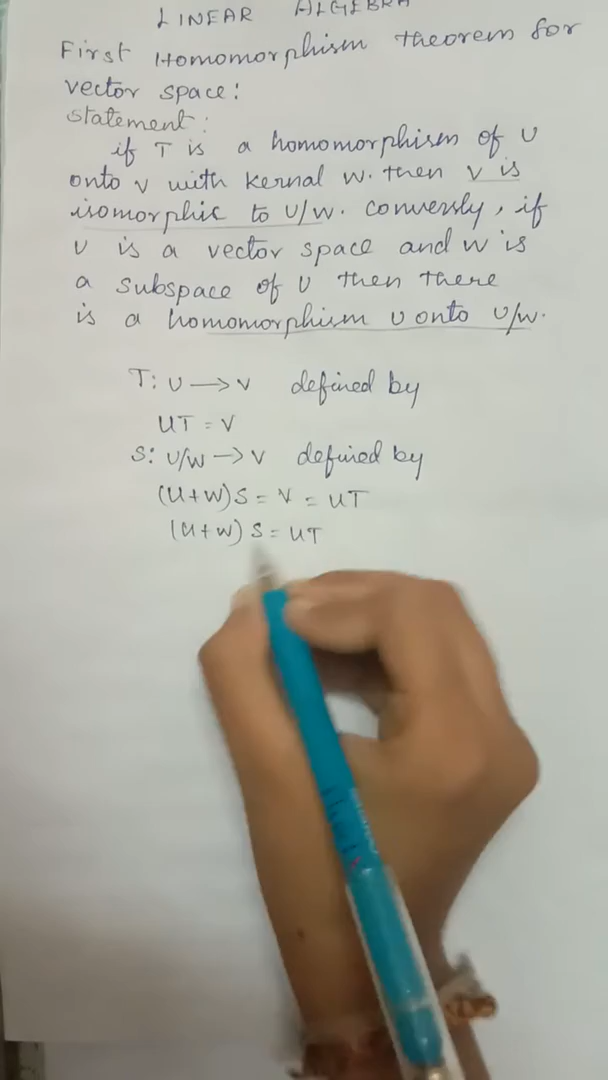 LINEAR ALGEBRA
First Homomorphism theorem for
vector space:
statement:
if T is a homomorphism of U
onto V with kernal W. then V is
isomorphic to U/W. conversly, if
U is a vector space and W is
a subspace of U then there
is a homomorphism U onto U/W.
T: U → V defined by
UT = V
S: U/W → V defined by
(U+W)S = V = UT
(U+W) S = UT